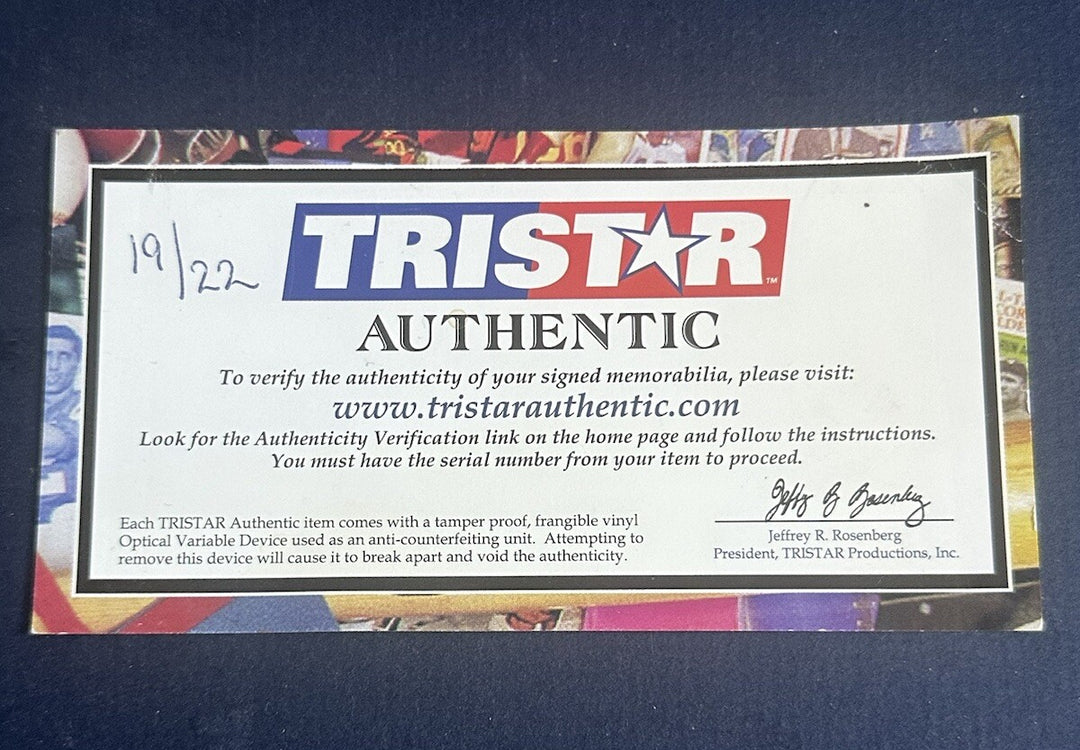 19/22
TRIST★R™
AUTHENTIC
To verify the authenticity of your signed memorabilia, please visit:
www.tristarauthentic.com
Look for the Authenticity Verification link on the home page and follow the instructions.
You must have the serial number from your item to proceed.
Each TRISTAR Authentic item comes with a tamper proof, frangible vinyl
Optical Variable Device used as an anti-counterfeiting unit. Attempting to
remove this device will cause it to break apart and void the authenticity.
Jeffrey R. Rosenberg
President, TRISTAR Productions, Inc.